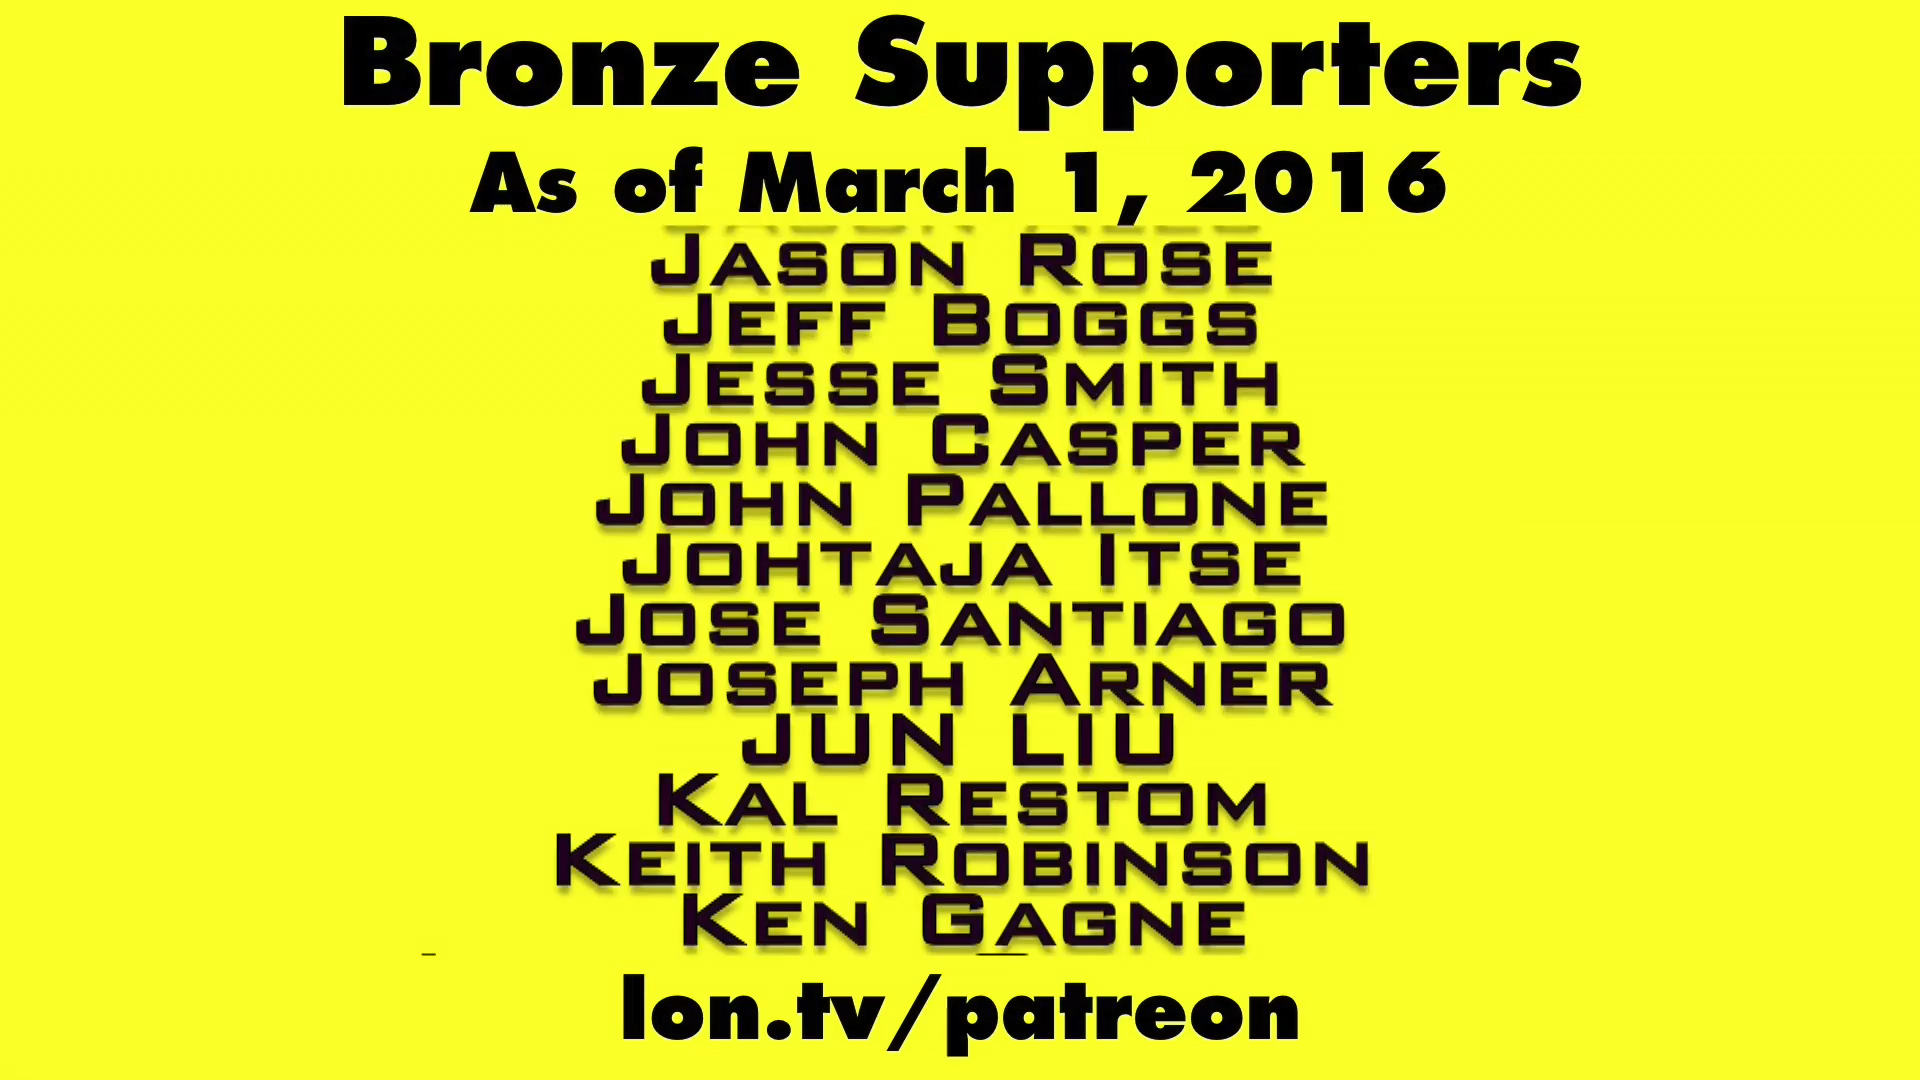 Bronze Supporters
As of March 1, 2016
Jason Rose
Jeff Boggs
Jesse Smith
John Casper
John Pallone
Johtaja Itse
Jose Santiago
Joseph Arner
JUN LIU
Kal Restom
Keith Robinson
Ken Gagne
lon.tv/patreon